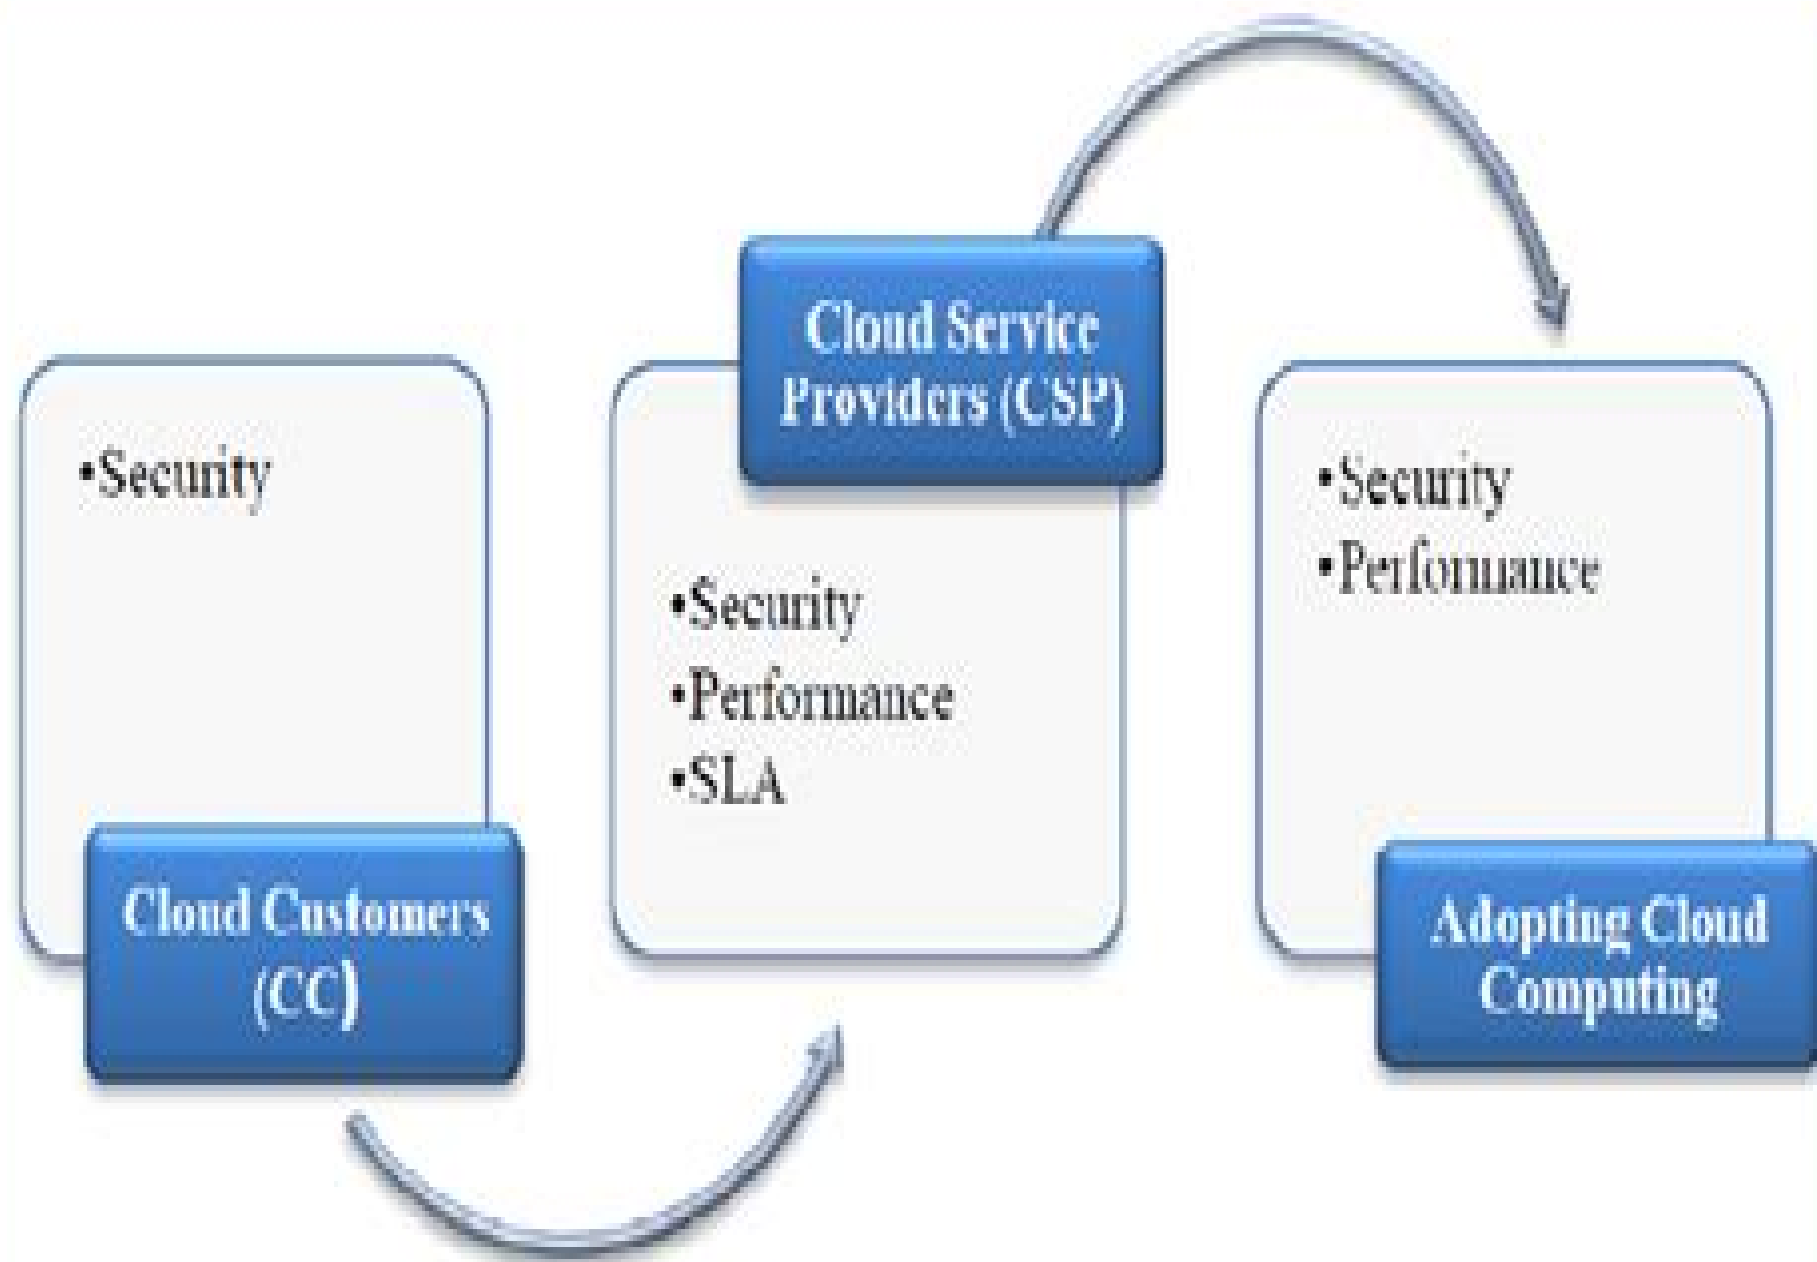 •Security
Cloud Customers
(CC)
Cloud Service
Providers (CSP)
•Security
•Performance
•SLA
•Security
•Performance
Adopting Cloud
Computing